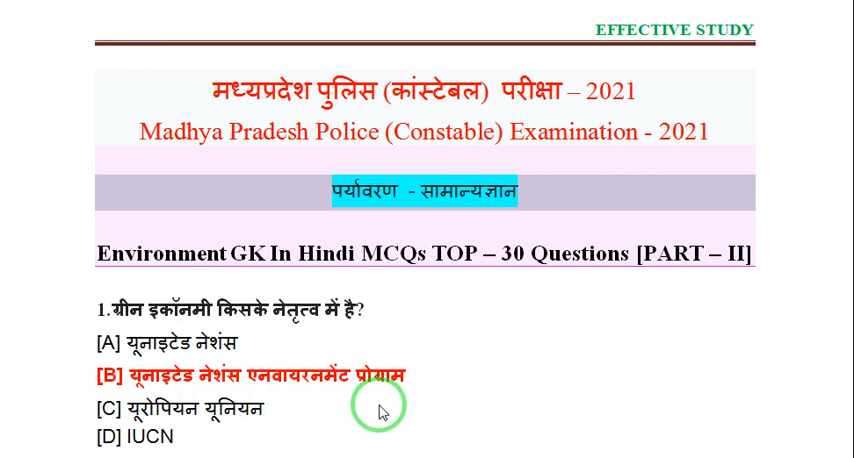 EFFECTIVE STUDY
मध्यप्रदेश पुलिस (कांस्टेबल) परीक्षा – 2021
Madhya Pradesh Police (Constable) Examination - 2021
पर्यावरण - सामान्यज्ञान
Environment GK In Hindi MCQs TOP – 30 Questions [PART – II]
1.ग्रीन इकॉनमी किसके नेतृत्व में है?
[A] यूनाइटेड नेशंस
[B] यूनाइटेड नेशंस एनवायरनमेंट प्रोग्राम
[C] यूरोपियन यूनियन
[D] IUCN